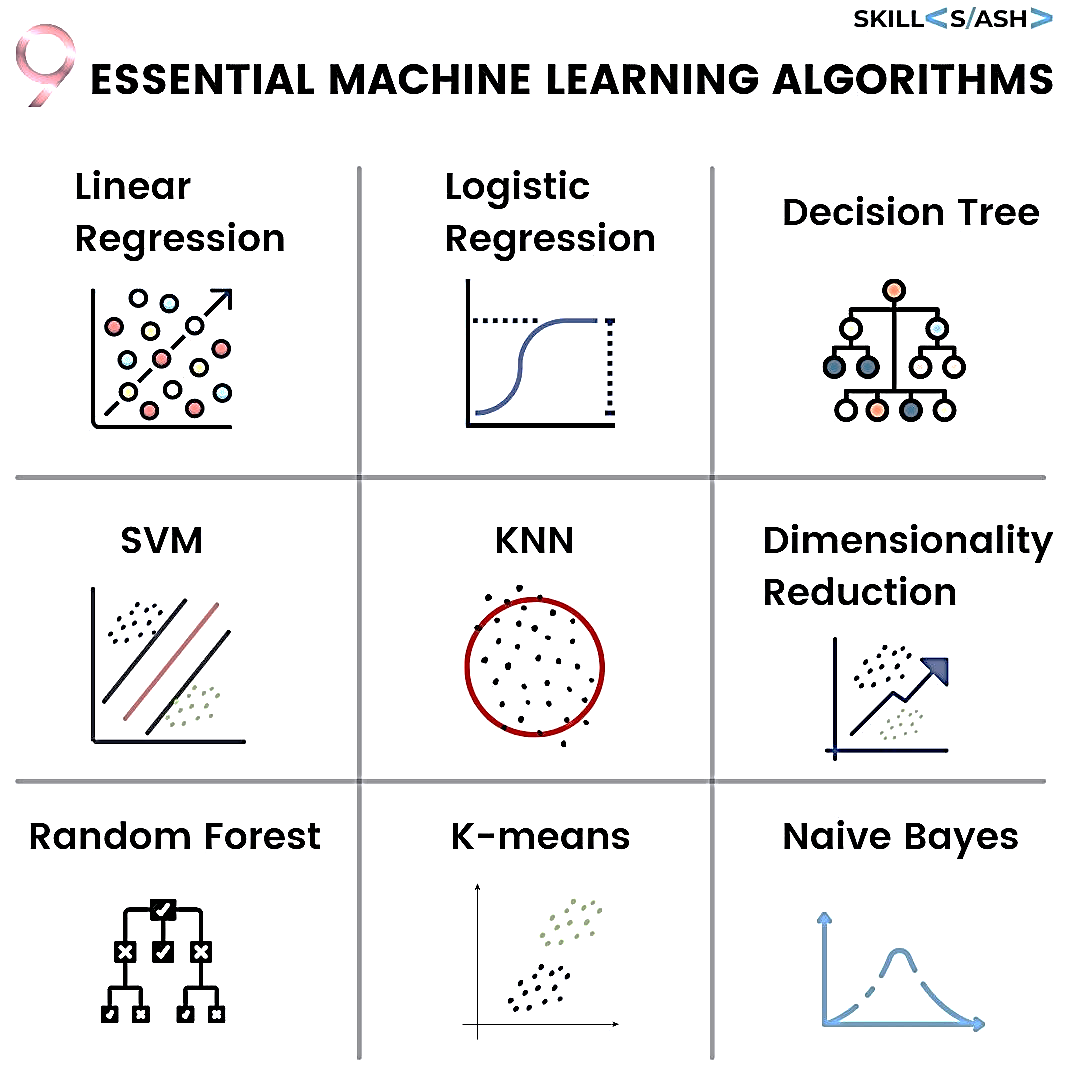 SKILL<S/ASH>
9 ESSENTIAL MACHINE LEARNING ALGORITHMS
Linear
Regression
Logistic
Regression
Decision Tree
SVM
KNN
Dimensionality
Reduction
Random Forest
K-means
Naive Bayes